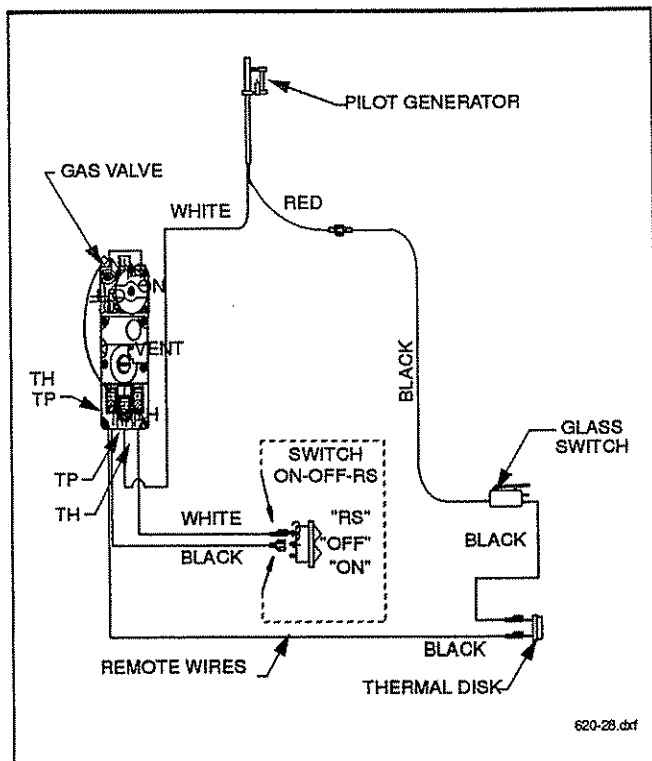 PILOT GENERATOR
GAS VALVE
WHITE
RED
ON
VENT
TH
TP
H
BLACK
GLASS
SWITCH
SWITCH
ON-OFF-RS
TP
TH
WHITE
"RS"
"OFF"
BLACK
"ON"
BLACK
REMOTE WIRES
BLACK
THERMAL DISK
620-28.dxf